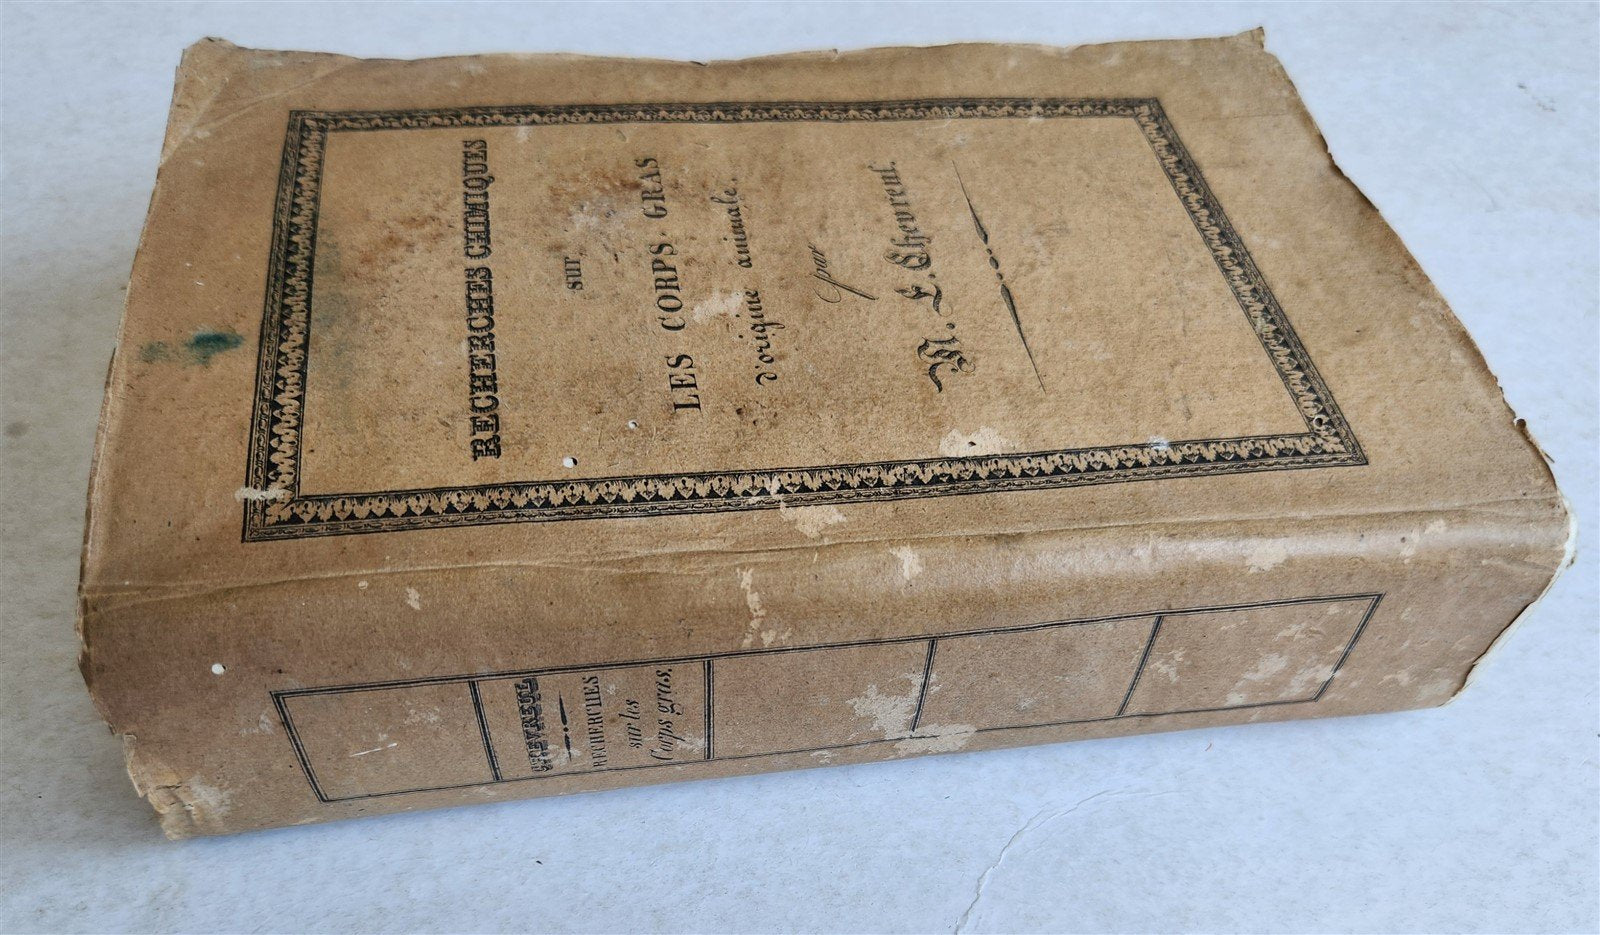 RECHERCHES CHIMIQUES
sur
LES CORPS GRAS
d'origine animale.
par
M. E. Chevreul.
CHEVREUL
RECHERCHES
sur les
Corps gras.